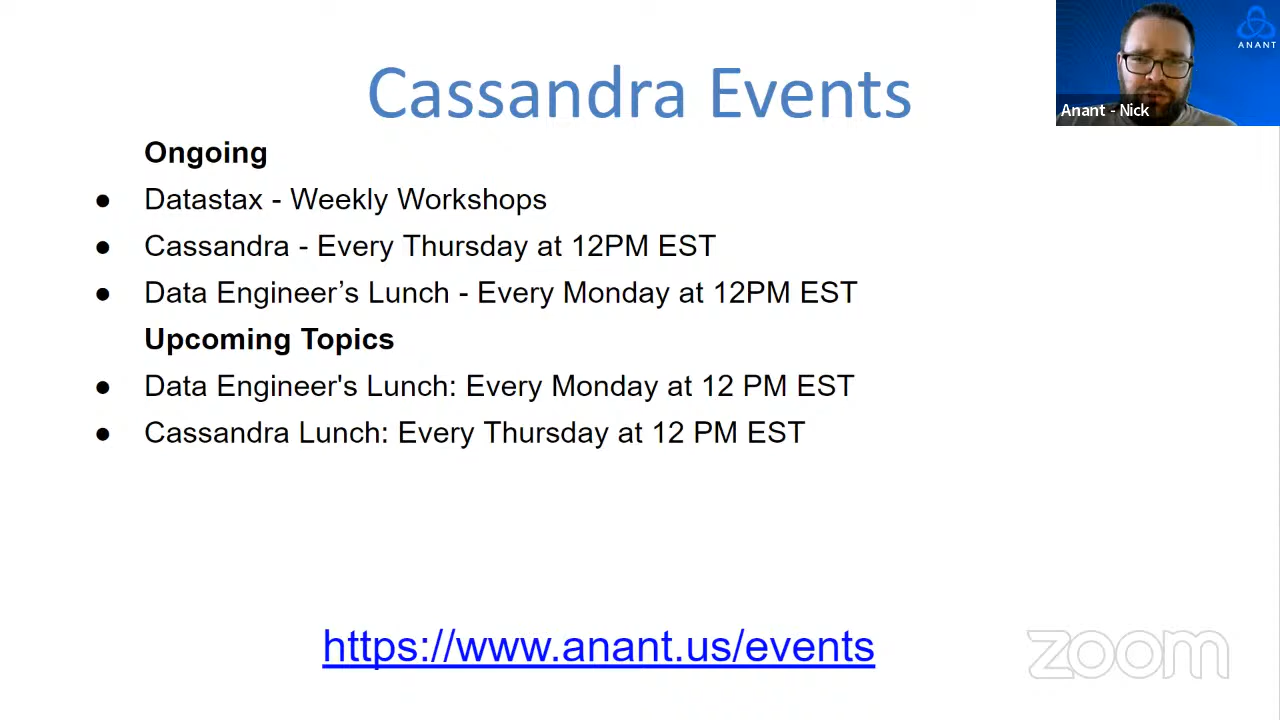 Cassandra Events
Ongoing
● Datastax - Weekly Workshops
● Cassandra - Every Thursday at 12PM EST
● Data Engineer’s Lunch - Every Monday at 12PM EST
Upcoming Topics
● Data Engineer's Lunch: Every Monday at 12 PM EST
● Cassandra Lunch: Every Thursday at 12 PM EST
https://www.anant.us/events
ANANT
Anant - Nick
zoom